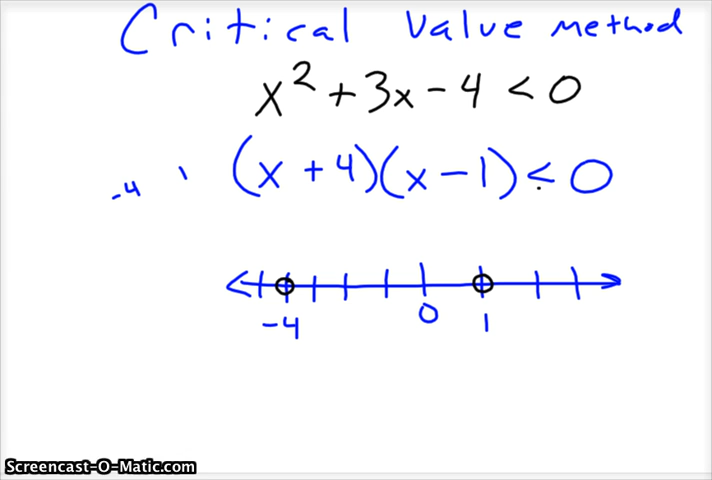 Critical Value method
x² + 3x - 4 < 0
-4 1 (x + 4)(x - 1) < 0
-4 0 1
Screencast-O-Matic.com